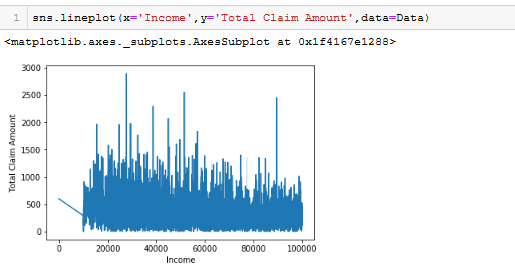 1 sns.lineplot(x='Income',y='Total Claim Amount',data=Data)
<matplotlib.axes._subplots.AxesSubplot at 0x1f4167e1288>
3000
2500
2000
1500
1000
500
0
Total Claim Amount
0 20000 40000 60000 80000 100000
Income